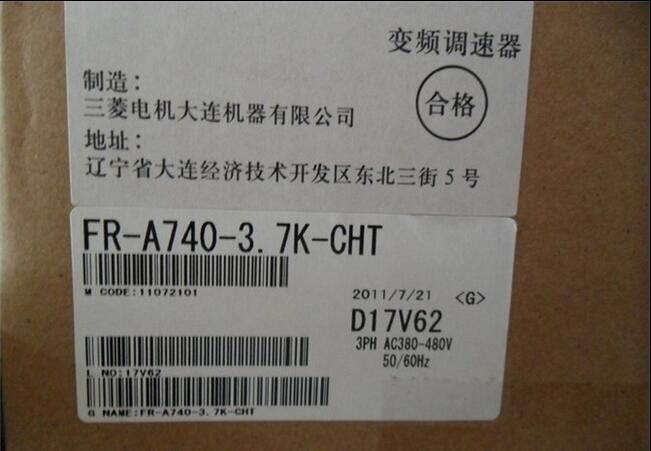 变频调速器
制造：
三菱电机大连机器有限公司
合格
地址：
辽宁省大连经济技术开发区东北三街5号
FR-A740-3.7K-CHT
M CODE:11072101
2011/7/21 <G>
D17V62
3PH AC380-480V
50/60Hz
L NO:17V62
G NAME:FR-A740-3.7K-CHT